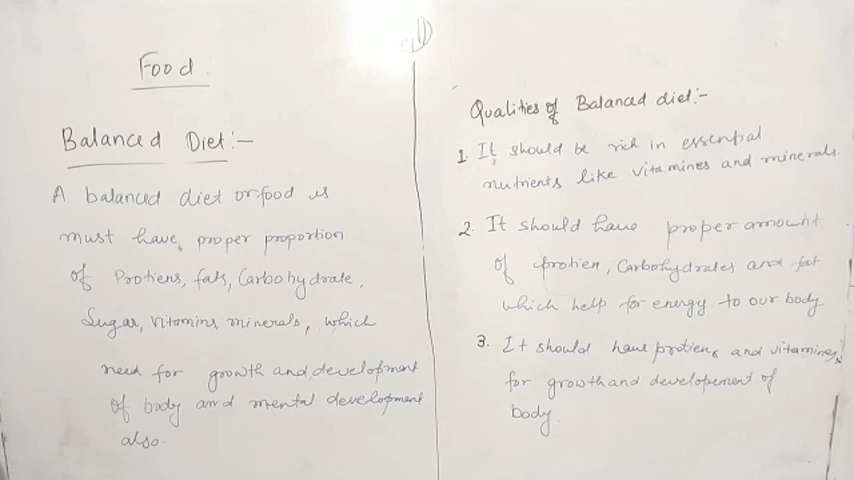 Food
Balanced Diet:-
A balanced diet or food is
must have, proper proportion
of Protiens, fats, Carbohydrate,
Sugar, vitamins, minerals, which
need for growth and development
of body and mental development
also.
Qualities of Balanced diet:-
1. It should be rich in essential
nutrients like vitamines and minerals.
2. It should have proper amount
of protien, Carbohydrates and fat
which help for energy to our body
3. It should have protiens and vitamines
for growth and developement of
body.